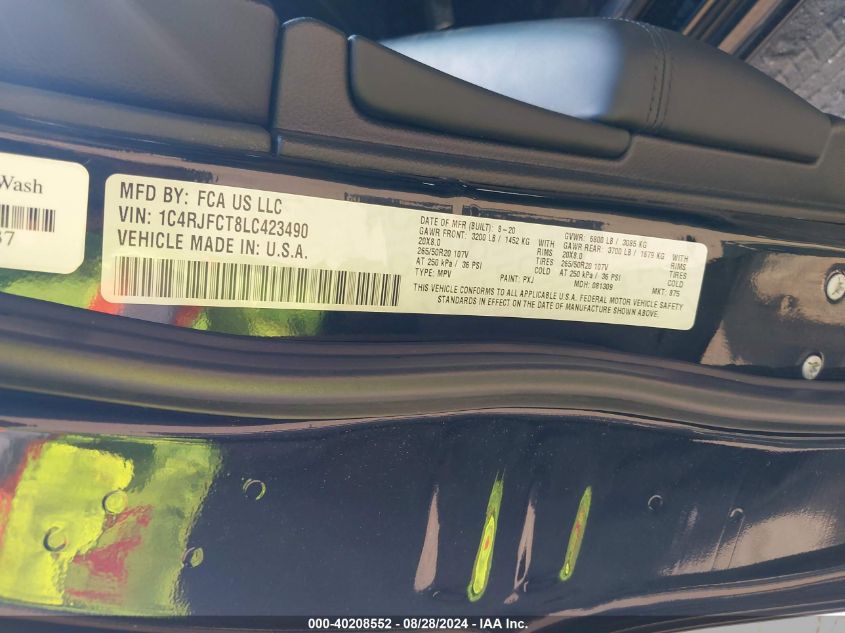 Wash
37
MFD BY: FCA US LLC
VIN: 1C4RJFCT8LC423490
VEHICLE MADE IN: U.S.A.
DATE OF MFR (BUILT): 8-20 GVWR: 6800 LB / 3085 KG
GAWR FRONT: 3200 LB / 1452 KG WITH GAWR REAR: 3700 LB / 1679 KG WITH
20X8.0 RIMS 20X8.0 RIMS
265/50R20 107V TIRES 265/50R20 107V TIRES
AT 250 kPa / 36 PSI COLD AT 250 kPa / 36 PSI COLD
TYPE: MPV PAINT: PXJ MDH: 081309 MKT: 875
THIS VEHICLE CONFORMS TO ALL APPLICABLE U.S.A. FEDERAL MOTOR VEHICLE SAFETY
STANDARDS IN EFFECT ON THE DATE OF MANUFACTURE SHOWN ABOVE.
000-40208552 - 08/28/2024 - IAA Inc.